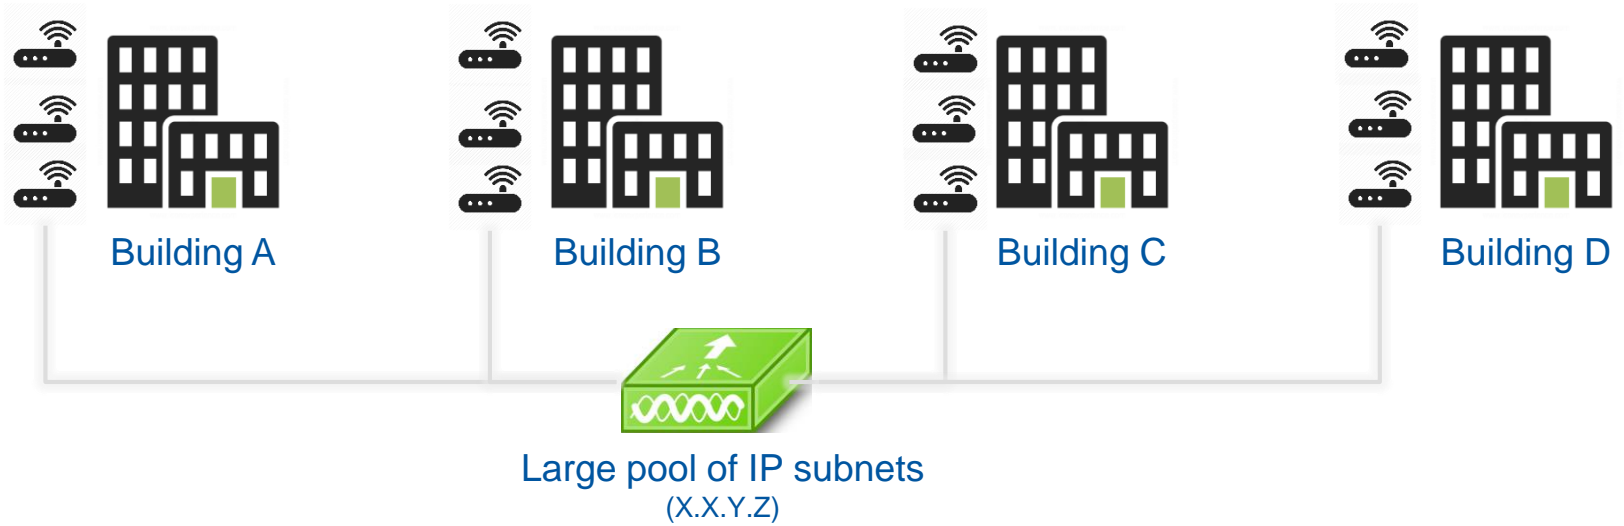 Building A
Building B
Building C
Building D
Large pool of IP subnets
(X.X.Y.Z)